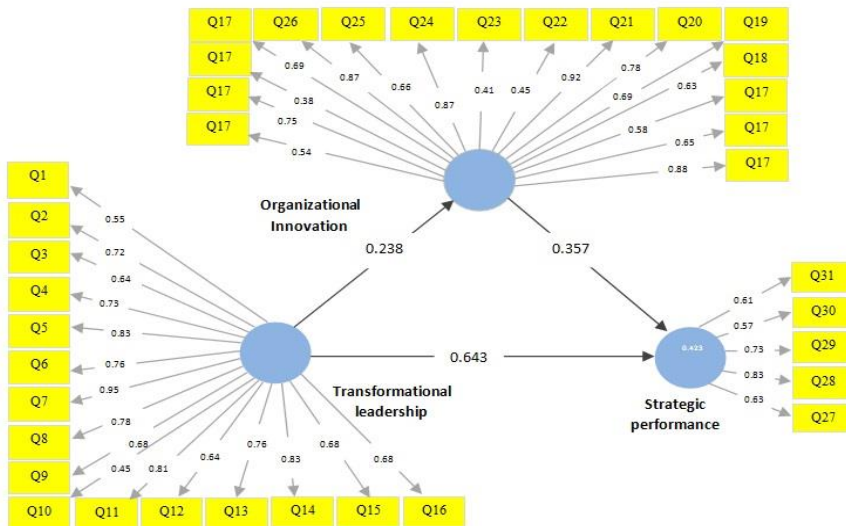 Q17 Q26 Q25 Q24 Q23 Q22 Q21 Q20 Q19
Q17 Q18
Q17 Q17
Q17 Q17
Q17
0.69 0.87 0.66 0.87 0.41 0.45 0.92 0.78 0.69 0.63
0.38 0.58
0.75 0.65
0.54 0.88
Organizational
Innovation
0.238
0.357
Q1
Q2
Q3
Q4
Q5
Q6
Q7
Q8
Q9
0.55
0.72
0.64
0.73
0.83
0.76
0.95
0.78
0.68
0.45 0.81 0.64 0.76 0.83 0.68 0.68
Q10 Q11 Q12 Q13 Q14 Q15 Q16
0.643
Transformational
leadership
0.423
Strategic
performance
0.61
0.57
0.73
0.83
0.63
Q31
Q30
Q29
Q28
Q27